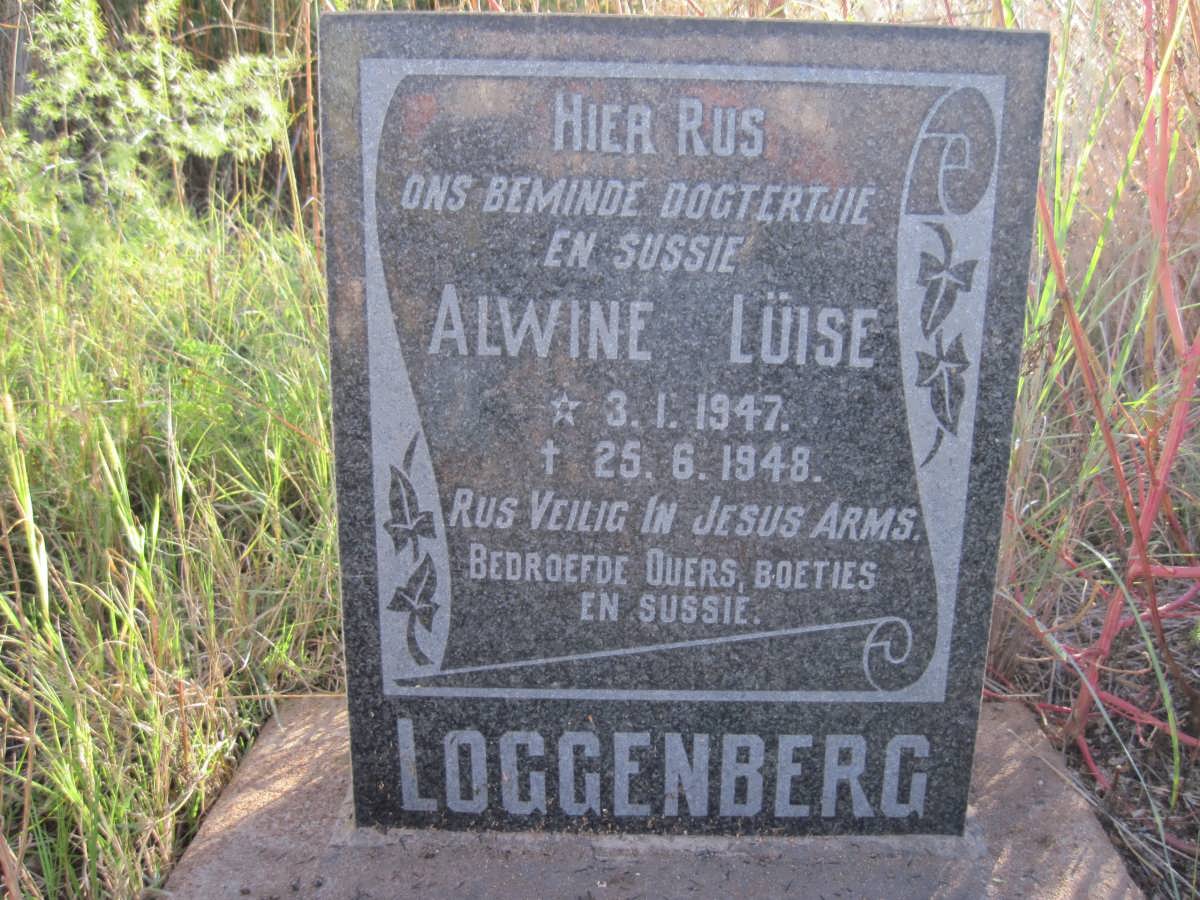 HIER RUS
ONS BEMINDE DOGTERTJIE
EN SUSSIE
ALWINE LÜISE
☆ 3. 1. 1947.
† 25. 6. 1948.
RUS VEILIG IN JESUS ARMS.
BEDROEFDE OUERS, BOETIES
EN SUSSIE.
LOGGENBERG